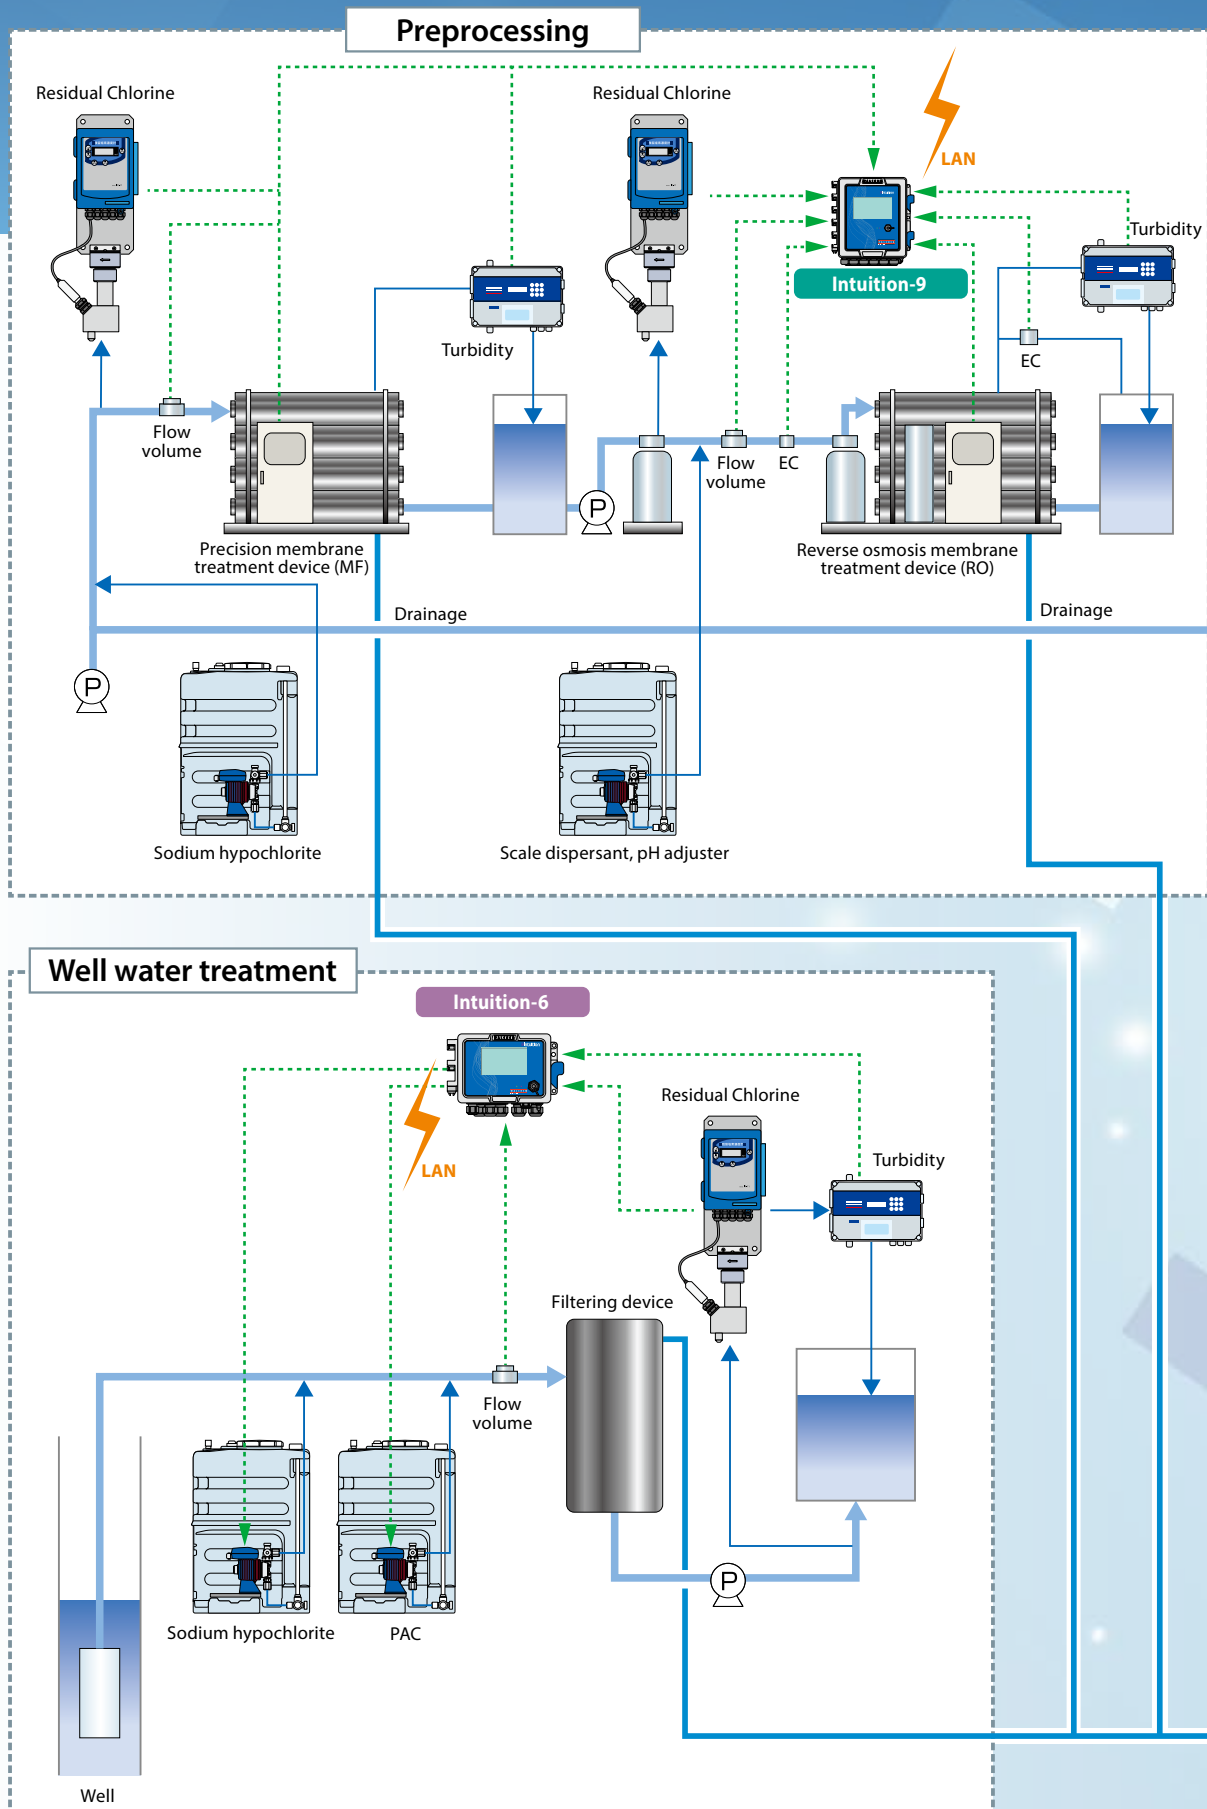 Preprocessing
Residual Chlorine
Residual Chlorine
LAN
Turbidity
Intuition-9
Turbidity
EC
Flow
volume
Flow
volume
EC
P
Precision membrane
treatment device (MF)
Reverse osmosis membrane
treatment device (RO)
Drainage
Drainage
P
Sodium hypochlorite
Scale dispersant, pH adjuster
Well water treatment
Intuition-6
Residual Chlorine
LAN
Turbidity
Filtering device
Flow
volume
P
Sodium hypochlorite
PAC
Well